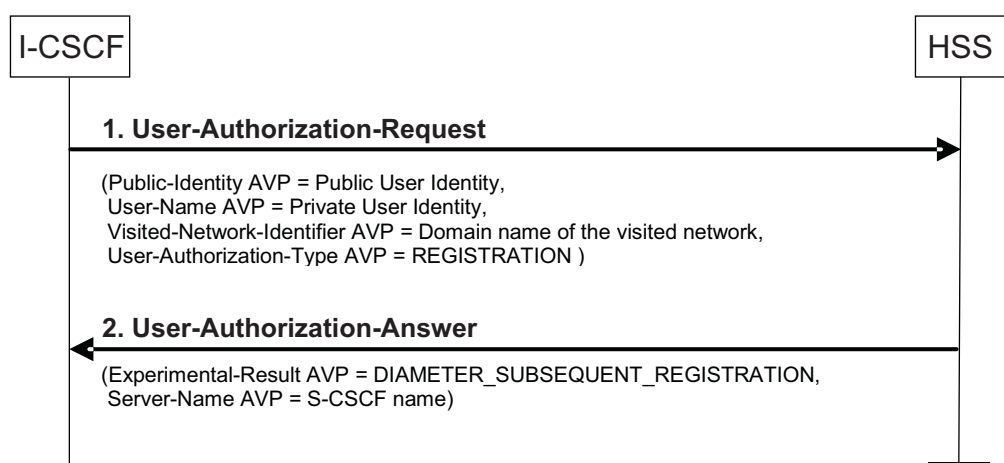 I-CSCF
HSS
1. User-Authorization-Request
(Public-Identity AVP = Public User Identity,
User-Name AVP = Private User Identity,
Visited-Network-Identifier AVP = Domain name of the visited network,
User-Authorization-Type AVP = REGISTRATION )
2. User-Authorization-Answer
(Experimental-Result AVP = DIAMETER_SUBSEQUENT_REGISTRATION,
Server-Name AVP = S-CSCF name)